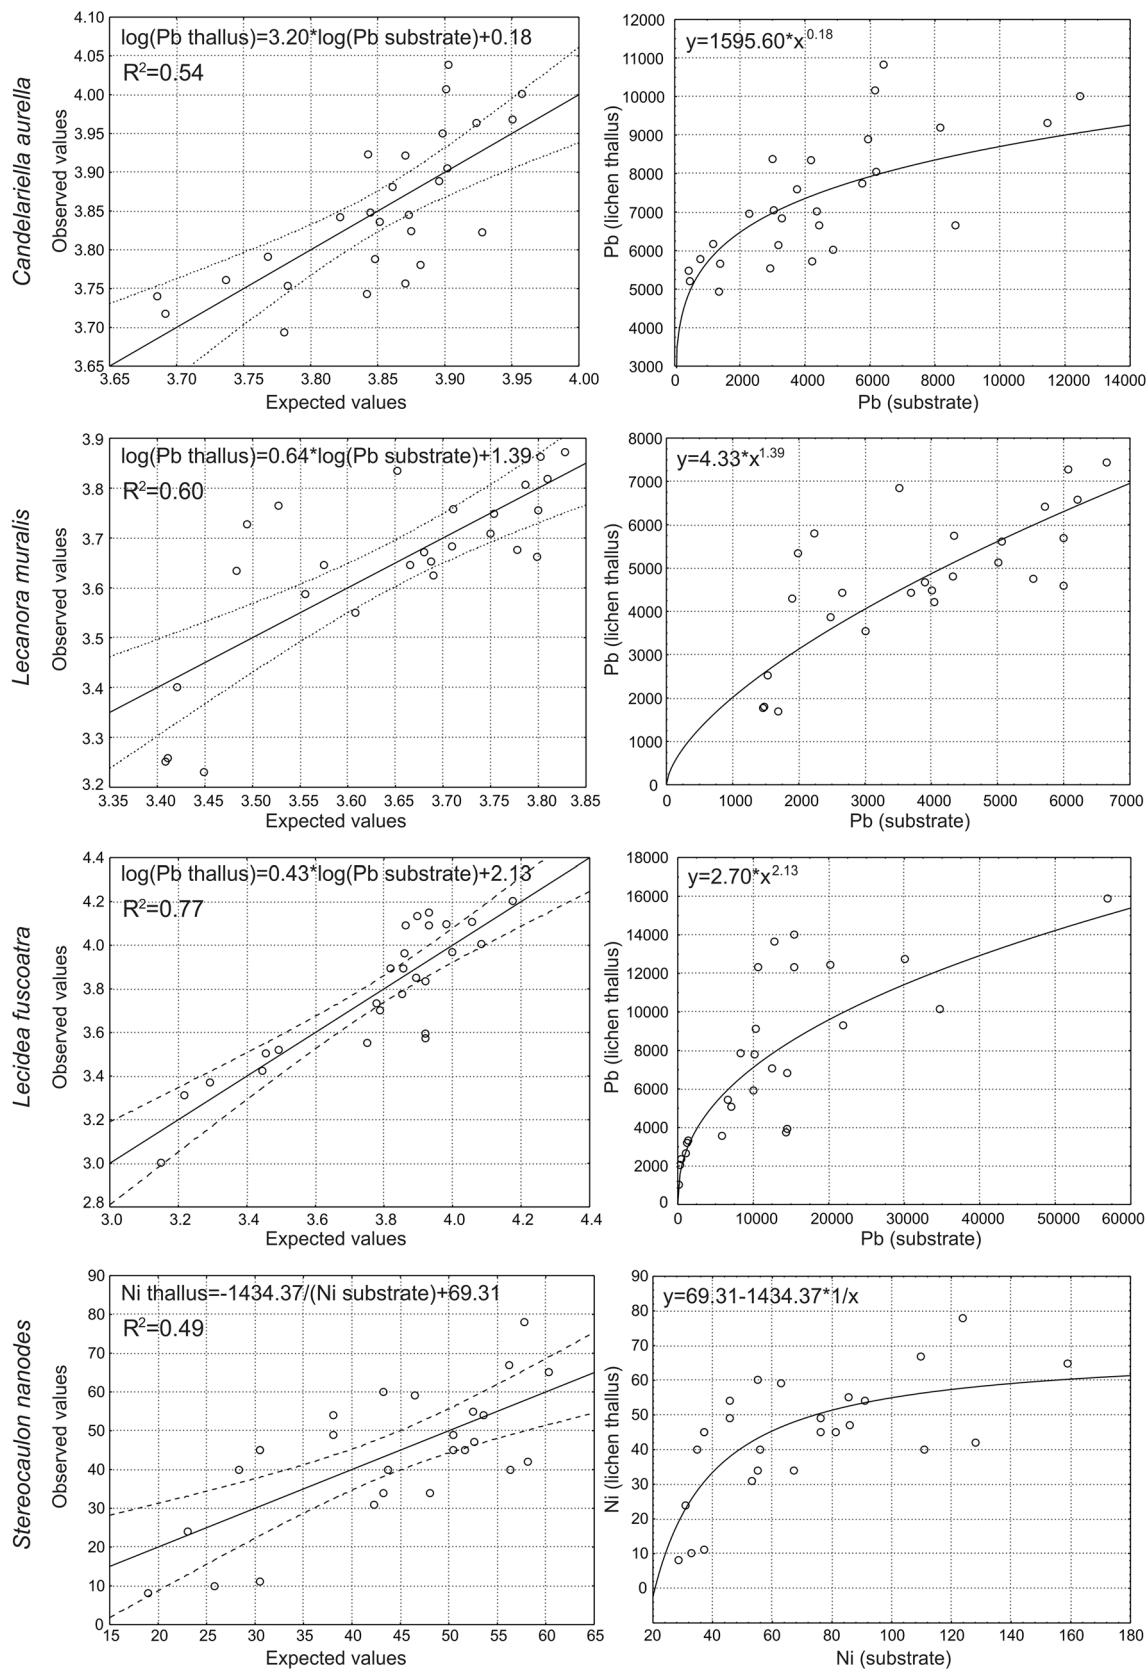 Candelariella aurella
Observed values
4.10
4.05
4.00
3.95
3.90
3.85
3.80
3.75
3.70
3.65
log(Pb thallus)=3.20*log(Pb substrate)+0.18
R²=0.54
3.65 3.70 3.75 3.80 3.85 3.90 3.95 4.00
Expected values
Pb (lichen thallus)
12000
11000
10000
9000
8000
7000
6000
5000
4000
3000
y=1595.60*x^0.18
0 2000 4000 6000 8000 10000 12000 14000
Pb (substrate)
Lecanora muralis
Observed values
3.9
3.8
3.7
3.6
3.5
3.4
3.3
3.2
log(Pb thallus)=0.64*log(Pb substrate)+1.39
R²=0.60
3.35 3.40 3.45 3.50 3.55 3.60 3.65 3.70 3.75 3.80 3.85
Expected values
Pb (lichen thallus)
8000
7000
6000
5000
4000
3000
2000
1000
0
y=4.33*x^1.39
0 1000 2000 3000 4000 5000 6000 7000
Pb (substrate)
Lecidea fuscoatra
Observed values
4.4
4.2
4.0
3.8
3.6
3.4
3.2
3.0
2.8
log(Pb thallus)=0.43*log(Pb substrate)+2.13
R²=0.77
3.0 3.2 3.4 3.6 3.8 4.0 4.2 4.4
Expected values
Pb (lichen thallus)
18000
16000
14000
12000
10000
8000
6000
4000
2000
0
y=2.70*x^2.13
0 10000 20000 30000 40000 50000 60000
Pb (substrate)
Stereocaulon nanodes
Observed values
90
80
70
60
50
40
30
20
10
0
Ni thallus=-1434.37/(Ni substrate)+69.31
R²=0.49
15 20 25 30 35 40 45 50 55 60 65
Expected values
Ni (lichen thallus)
90
80
70
60
50
40
30
20
10
0
y=69.31-1434.37*1/x
20 40 60 80 100 120 140 160 180
Ni (substrate)